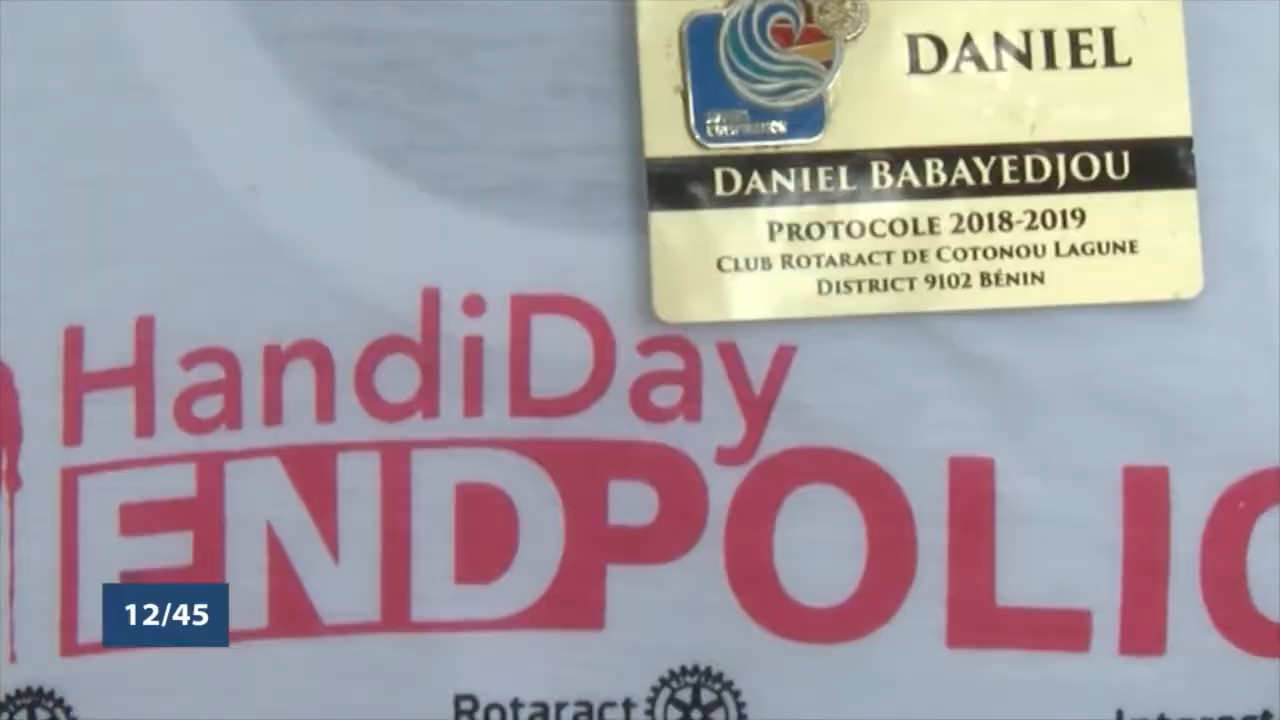 DANIEL
DANIEL BABAYEDJOU
PROTOCOLE 2018-2019
CLUB ROTARACT DE COTONOU LAGUNE
DISTRICT 9102 BÉNIN
HandiDay
ENDPOLIO
12/45
Rotaract